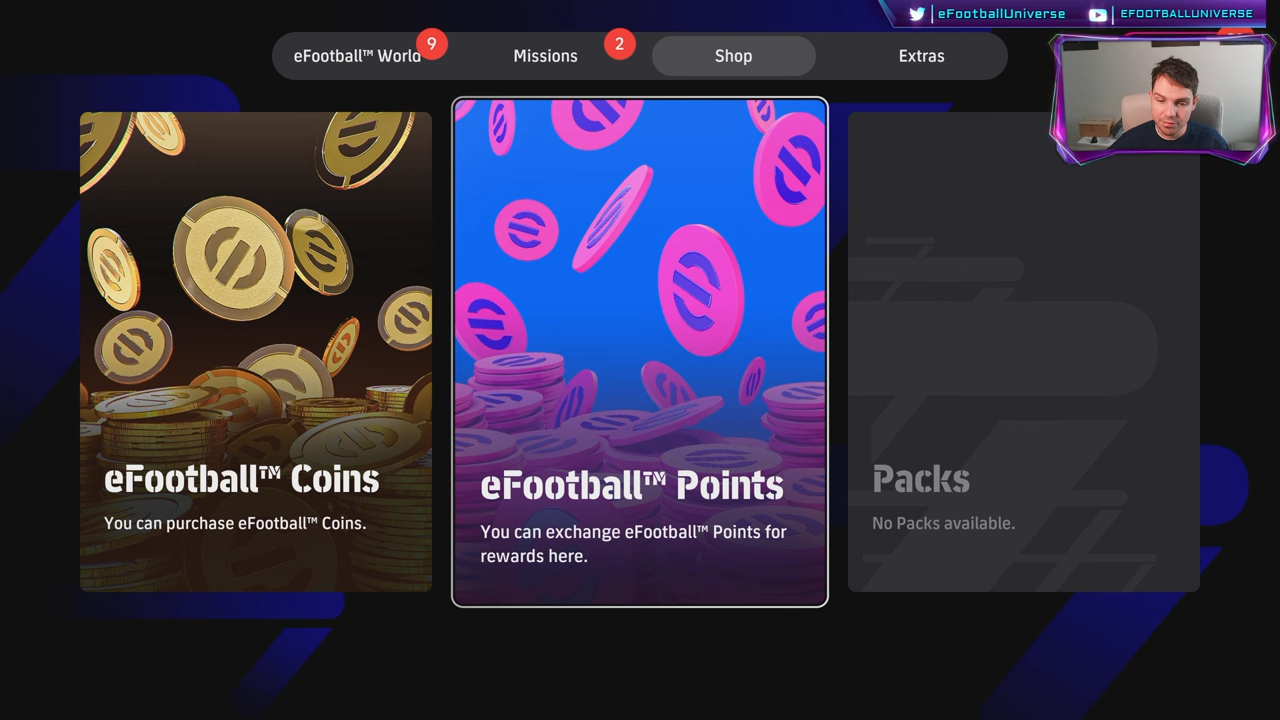 eFootballUniverse
EFOOTBALLUNIVERSE
eFootball™ World
9
Missions
2
Shop
Extras
eFootball™ Coins
You can purchase eFootball™ Coins.
eFootball™ Points
You can exchange eFootball™ Points for
rewards here.
Packs
No Packs available.